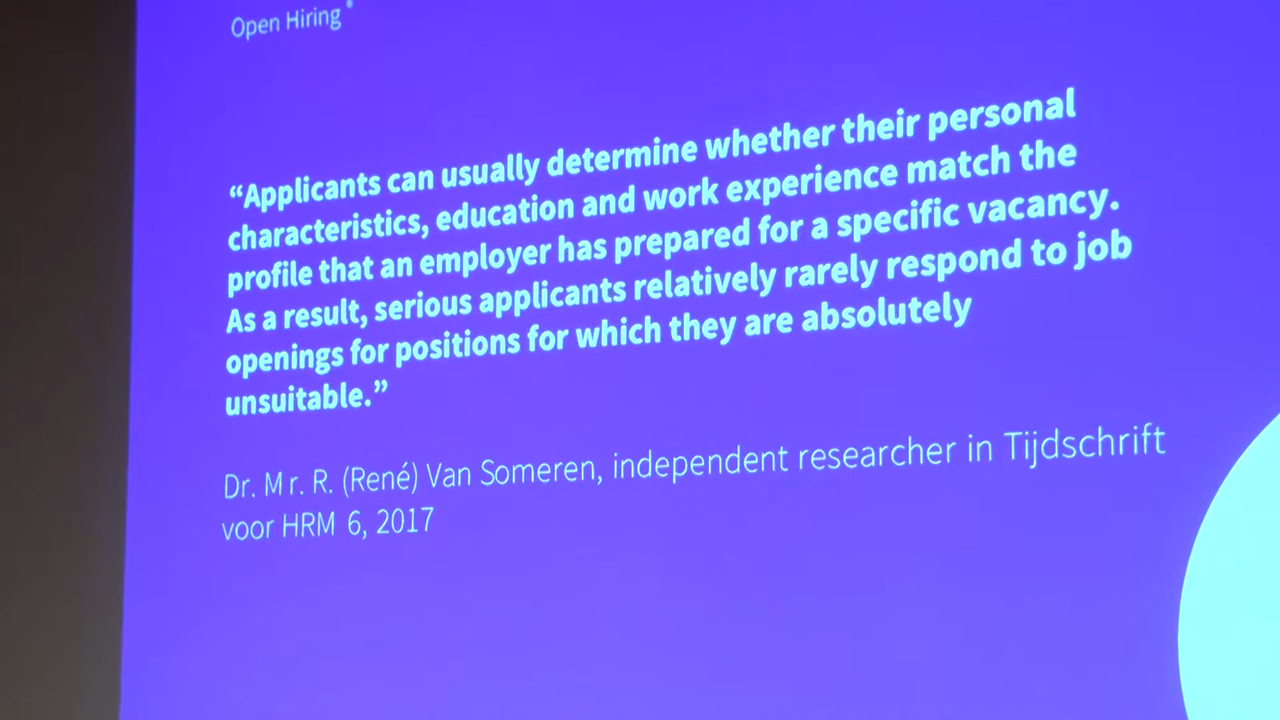 Open Hiring®
“Applicants can usually determine whether their personal
characteristics, education and work experience match the
profile that an employer has prepared for a specific vacancy.
As a result, serious applicants relatively rarely respond to job
openings for positions for which they are absolutely
unsuitable.”
Dr. Mr. R. (René) Van Someren, independent researcher in Tijdschrift
voor HRM 6, 2017